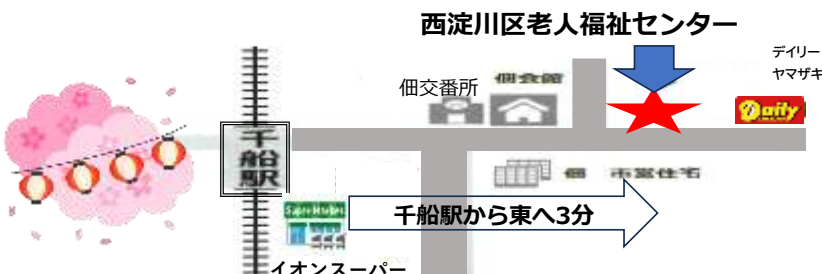 西淀川区老人福祉センター
デイリー
ヤマザキ
佃交番所
佃会館
Daily
千船駅
佃 市営住宅
Super Market
千船駅から東へ3分
イオンスーパー